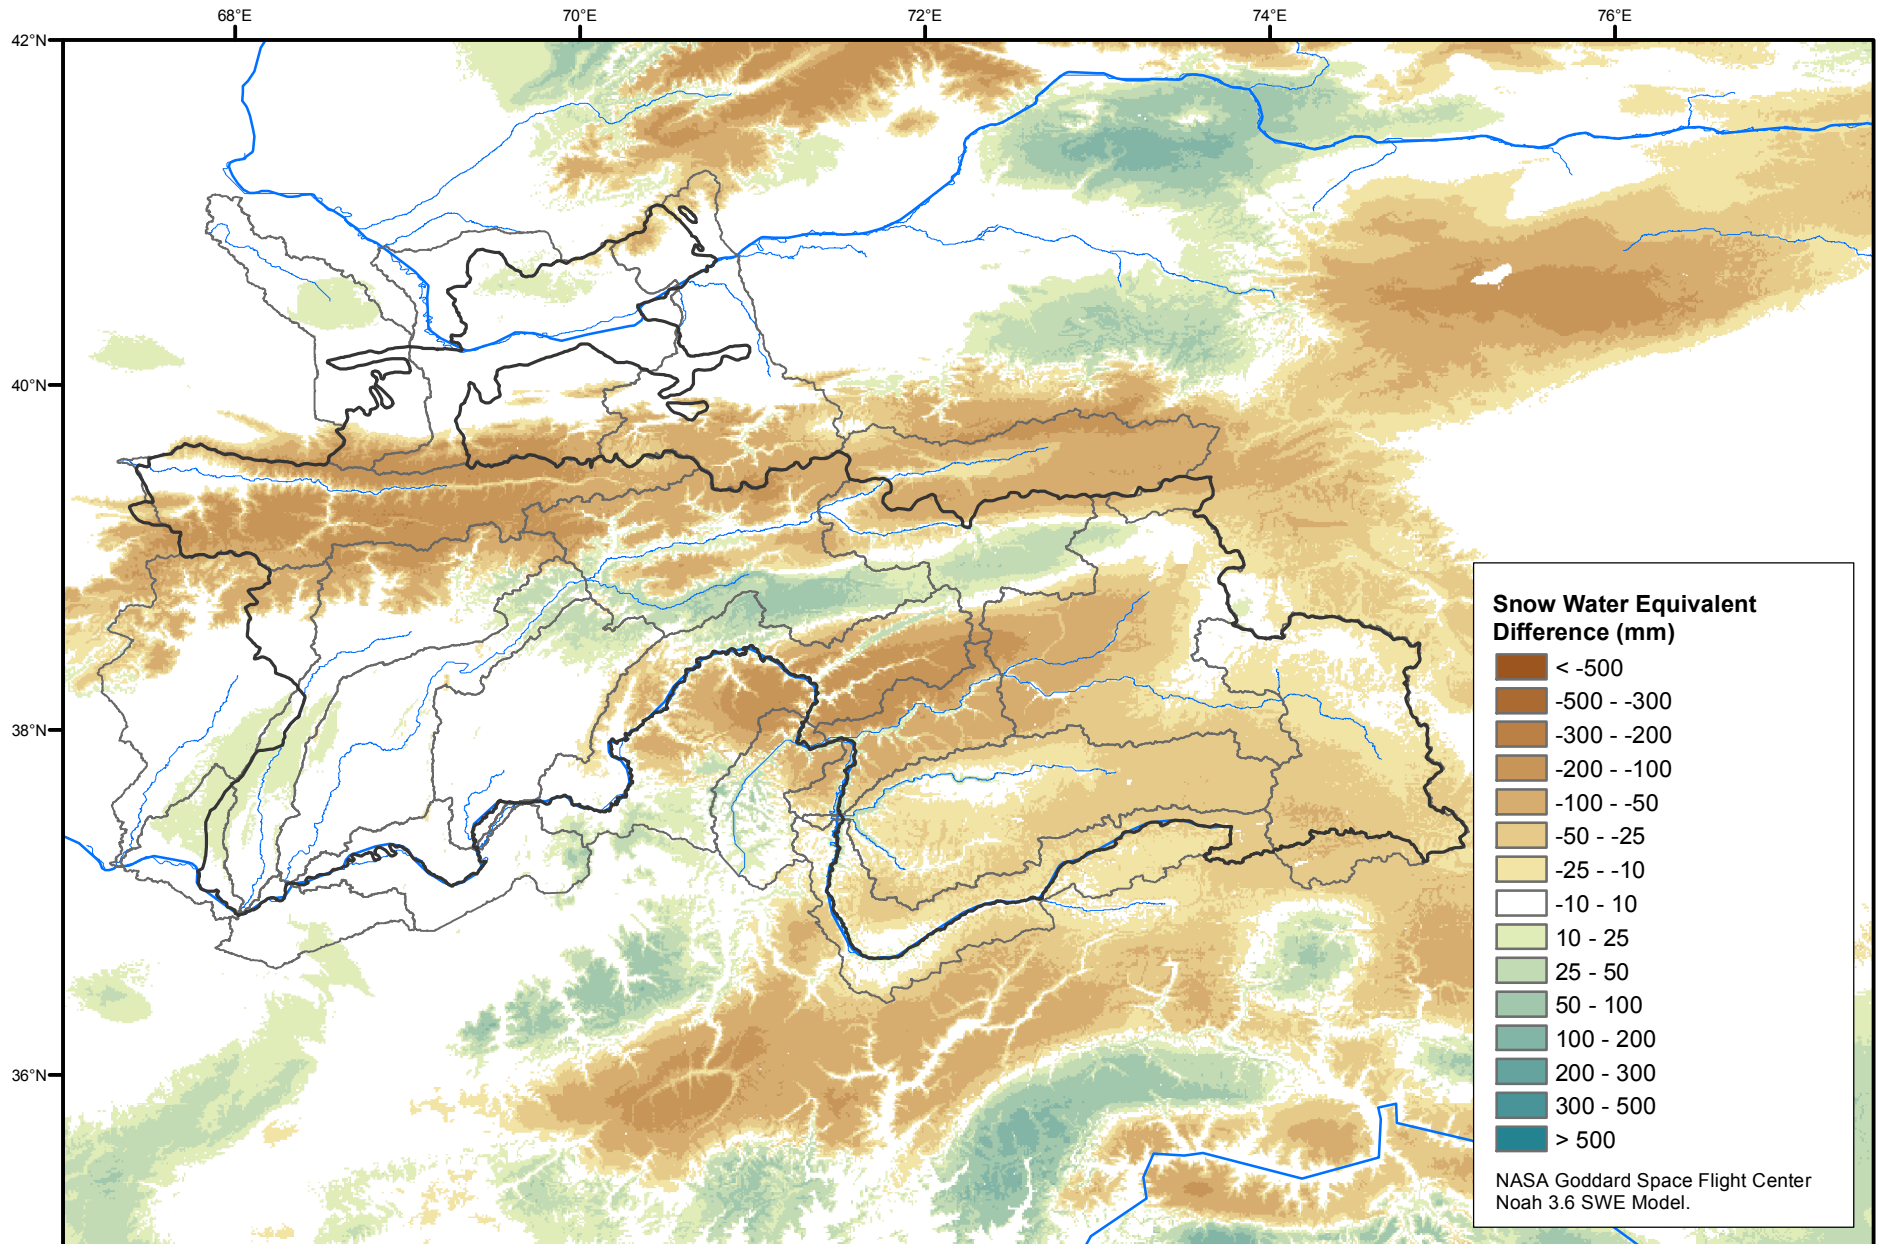 68°E
70°E
72°E
74°E
76°E
42°N
40°N
38°N
36°N
Snow Water Equivalent
Difference (mm)
< -500
-500 - -300
-300 - -200
-200 - -100
-100 - -50
-50 - -25
-25 - -10
-10 - 10
10 - 25
25 - 50
50 - 100
100 - 200
200 - 300
300 - 500
> 500
NASA Goddard Space Flight Center
Noah 3.6 SWE Model.